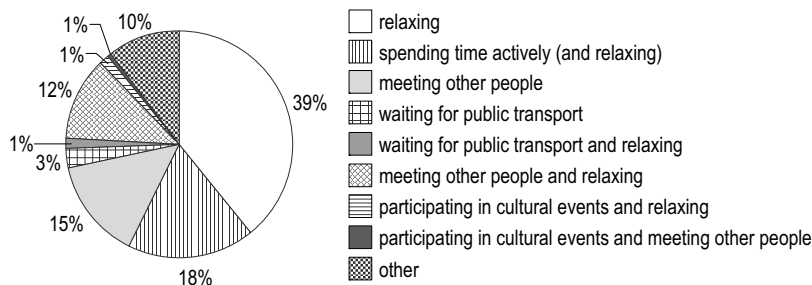 1%
10%
1%
12%
39%
1%
3%
15%
18%
relaxing
spending time actively (and relaxing)
meeting other people
waiting for public transport
waiting for public transport and relaxing
meeting other people and relaxing
participating in cultural events and relaxing
participating in cultural events and meeting other people
other